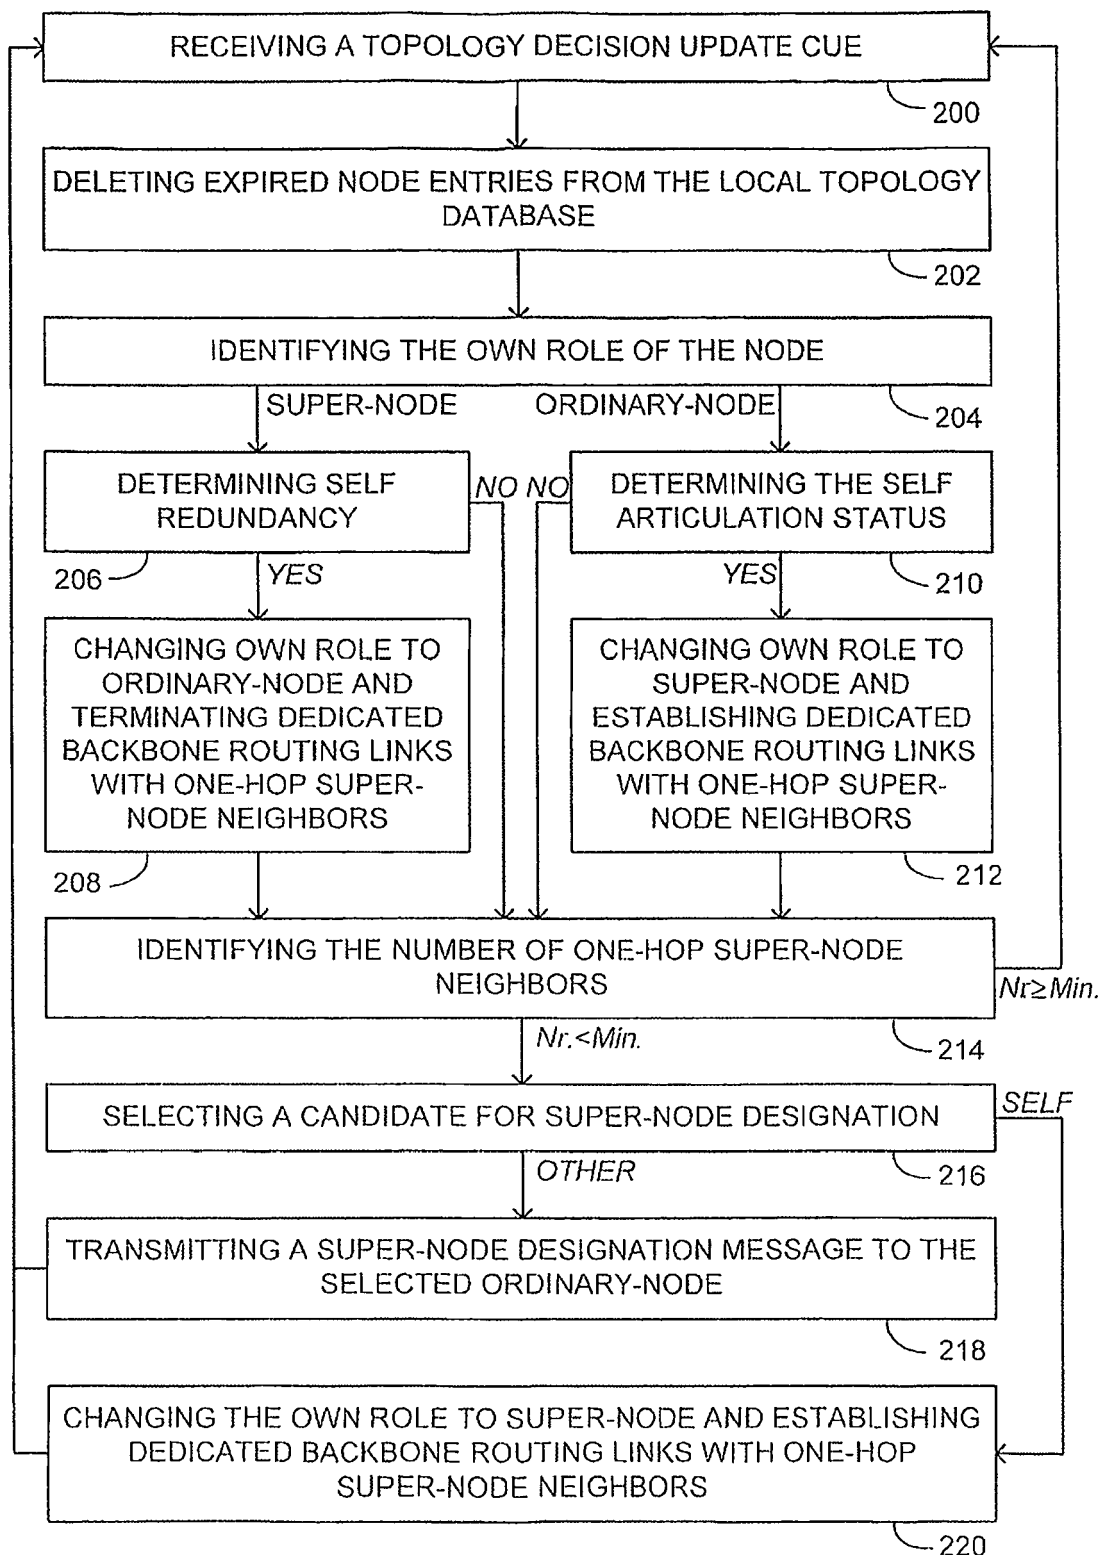 RECEIVING A TOPOLOGY DECISION UPDATE CUE
200
DELETING EXPIRED NODE ENTRIES FROM THE LOCAL TOPOLOGY
DATABASE
202
IDENTIFYING THE OWN ROLE OF THE NODE
204
SUPER-NODE
ORDINARY-NODE
DETERMINING SELF
REDUNDANCY
NO
NO
DETERMINING THE SELF
ARTICULATION STATUS
206
YES
YES
210
CHANGING OWN ROLE TO
ORDINARY-NODE AND
TERMINATING DEDICATED
BACKBONE ROUTING LINKS
WITH ONE-HOP SUPER-
NODE NEIGHBORS
208
CHANGING OWN ROLE TO
SUPER-NODE AND
ESTABLISHING DEDICATED
BACKBONE ROUTING LINKS
WITH ONE-HOP SUPER-
NODE NEIGHBORS
212
IDENTIFYING THE NUMBER OF ONE-HOP SUPER-NODE
NEIGHBORS
Nr≥Min.
Nr.<Min.
214
SELECTING A CANDIDATE FOR SUPER-NODE DESIGNATION
SELF
OTHER
216
TRANSMITTING A SUPER-NODE DESIGNATION MESSAGE TO THE
SELECTED ORDINARY-NODE
218
CHANGING THE OWN ROLE TO SUPER-NODE AND ESTABLISHING
DEDICATED BACKBONE ROUTING LINKS WITH ONE-HOP
SUPER-NODE NEIGHBORS
220